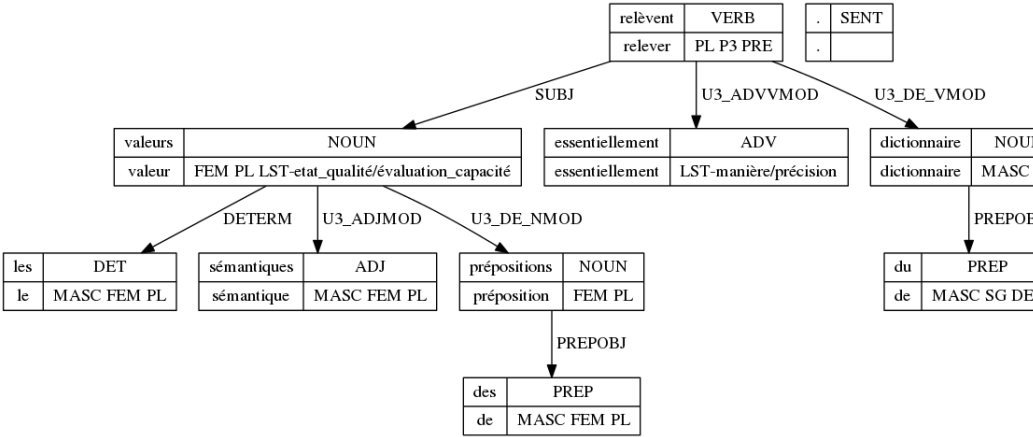 relèvent VERB . SENT
relever PL P3 PRE .
SUBJ U3_ADVVMOD U3_DE_VMOD
valeurs NOUN essentiellement ADV dictionnaire
valeur FEM PL LST-etat_qualité/évaluation_capacité essentiellement LST-manière/précision dictionnaire MASC
DETERM U3_ADJMOD U3_DE_NMOD
les DET sémantiques ADJ prépositions NOUN du PREP
le MASC FEM PL sémantique MASC FEM PL préposition FEM PL de MASC SG
PREPOBJ
des PREP
de MASC FEM PL